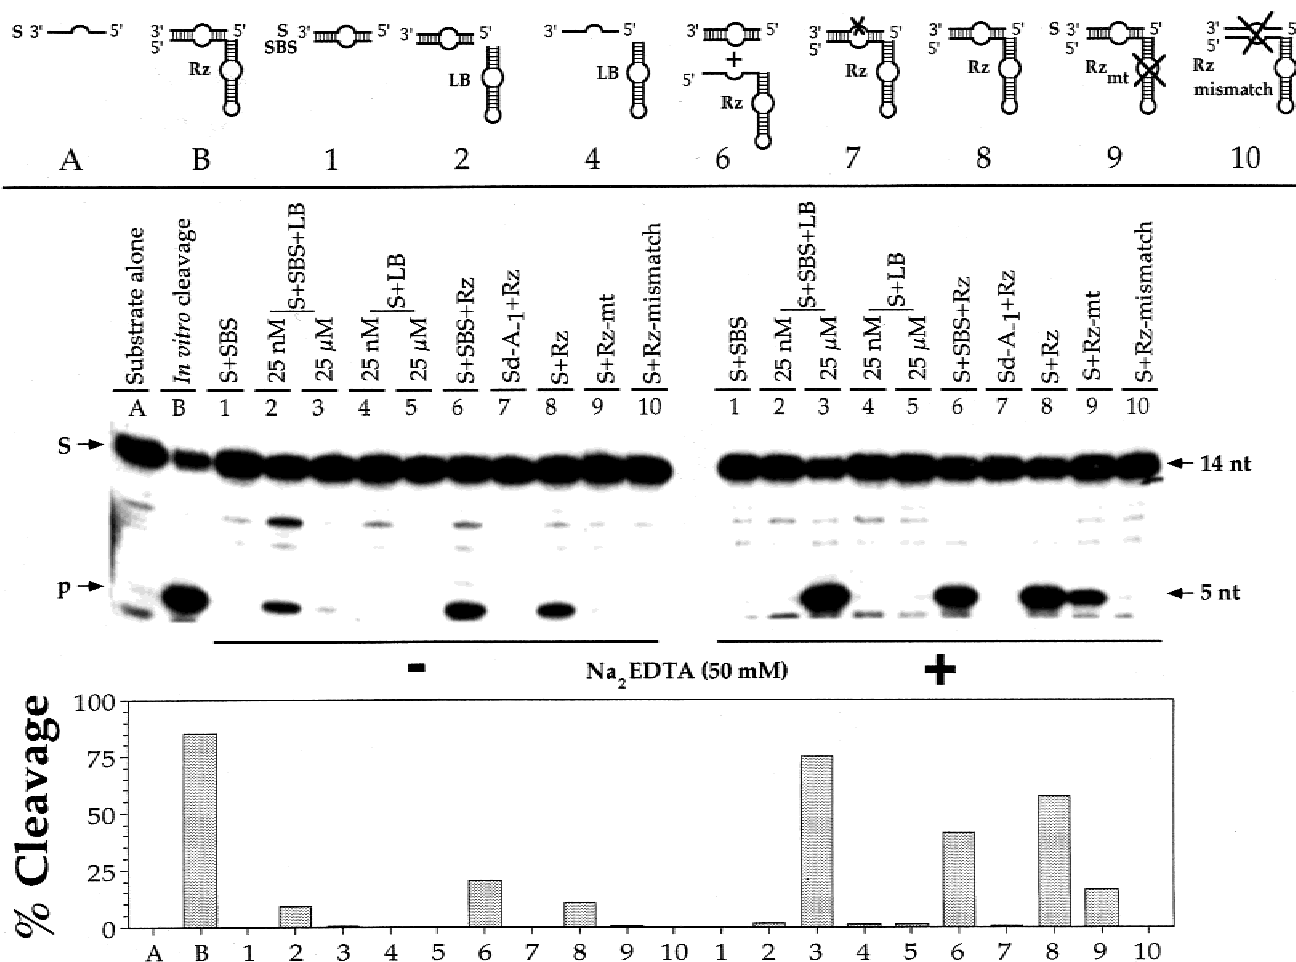 S 3' 5'
3' 5'
5'
Rz
S 3' 5'
SBS
3' 5'
LB
3' 5'
LB
3' 5'
+
5'
Rz
3' 5'
5'
Rz
3' 5'
5'
Rz
S 3' 5'
5'
Rz mt
3' 5'
5'
Rz
mismatch
A B 1 2 4 6 7 8 9 10
Substrate alone
In vitro cleavage
S+SBS
S+SBS+LB
25 nM
25 µM
S+LB
25 nM
25 µM
S+SBS+Rz
Sd-A-1+Rz
S+Rz
S+Rz-mt
S+Rz-mismatch
S+SBS
S+SBS+LB
25 nM
25 µM
S+LB
25 nM
25 µM
S+SBS+Rz
Sd-A-1+Rz
S+Rz
S+Rz-mt
S+Rz-mismatch
A B 1 2 3 4 5 6 7 8 9 10 1 2 3 4 5 6 7 8 9 10
S
14 nt
P
5 nt
- Na2EDTA (50 mM) +
% Cleavage
100
75
50
25
0
A B 1 2 3 4 5 6 7 8 9 10 1 2 3 4 5 6 7 8 9 10